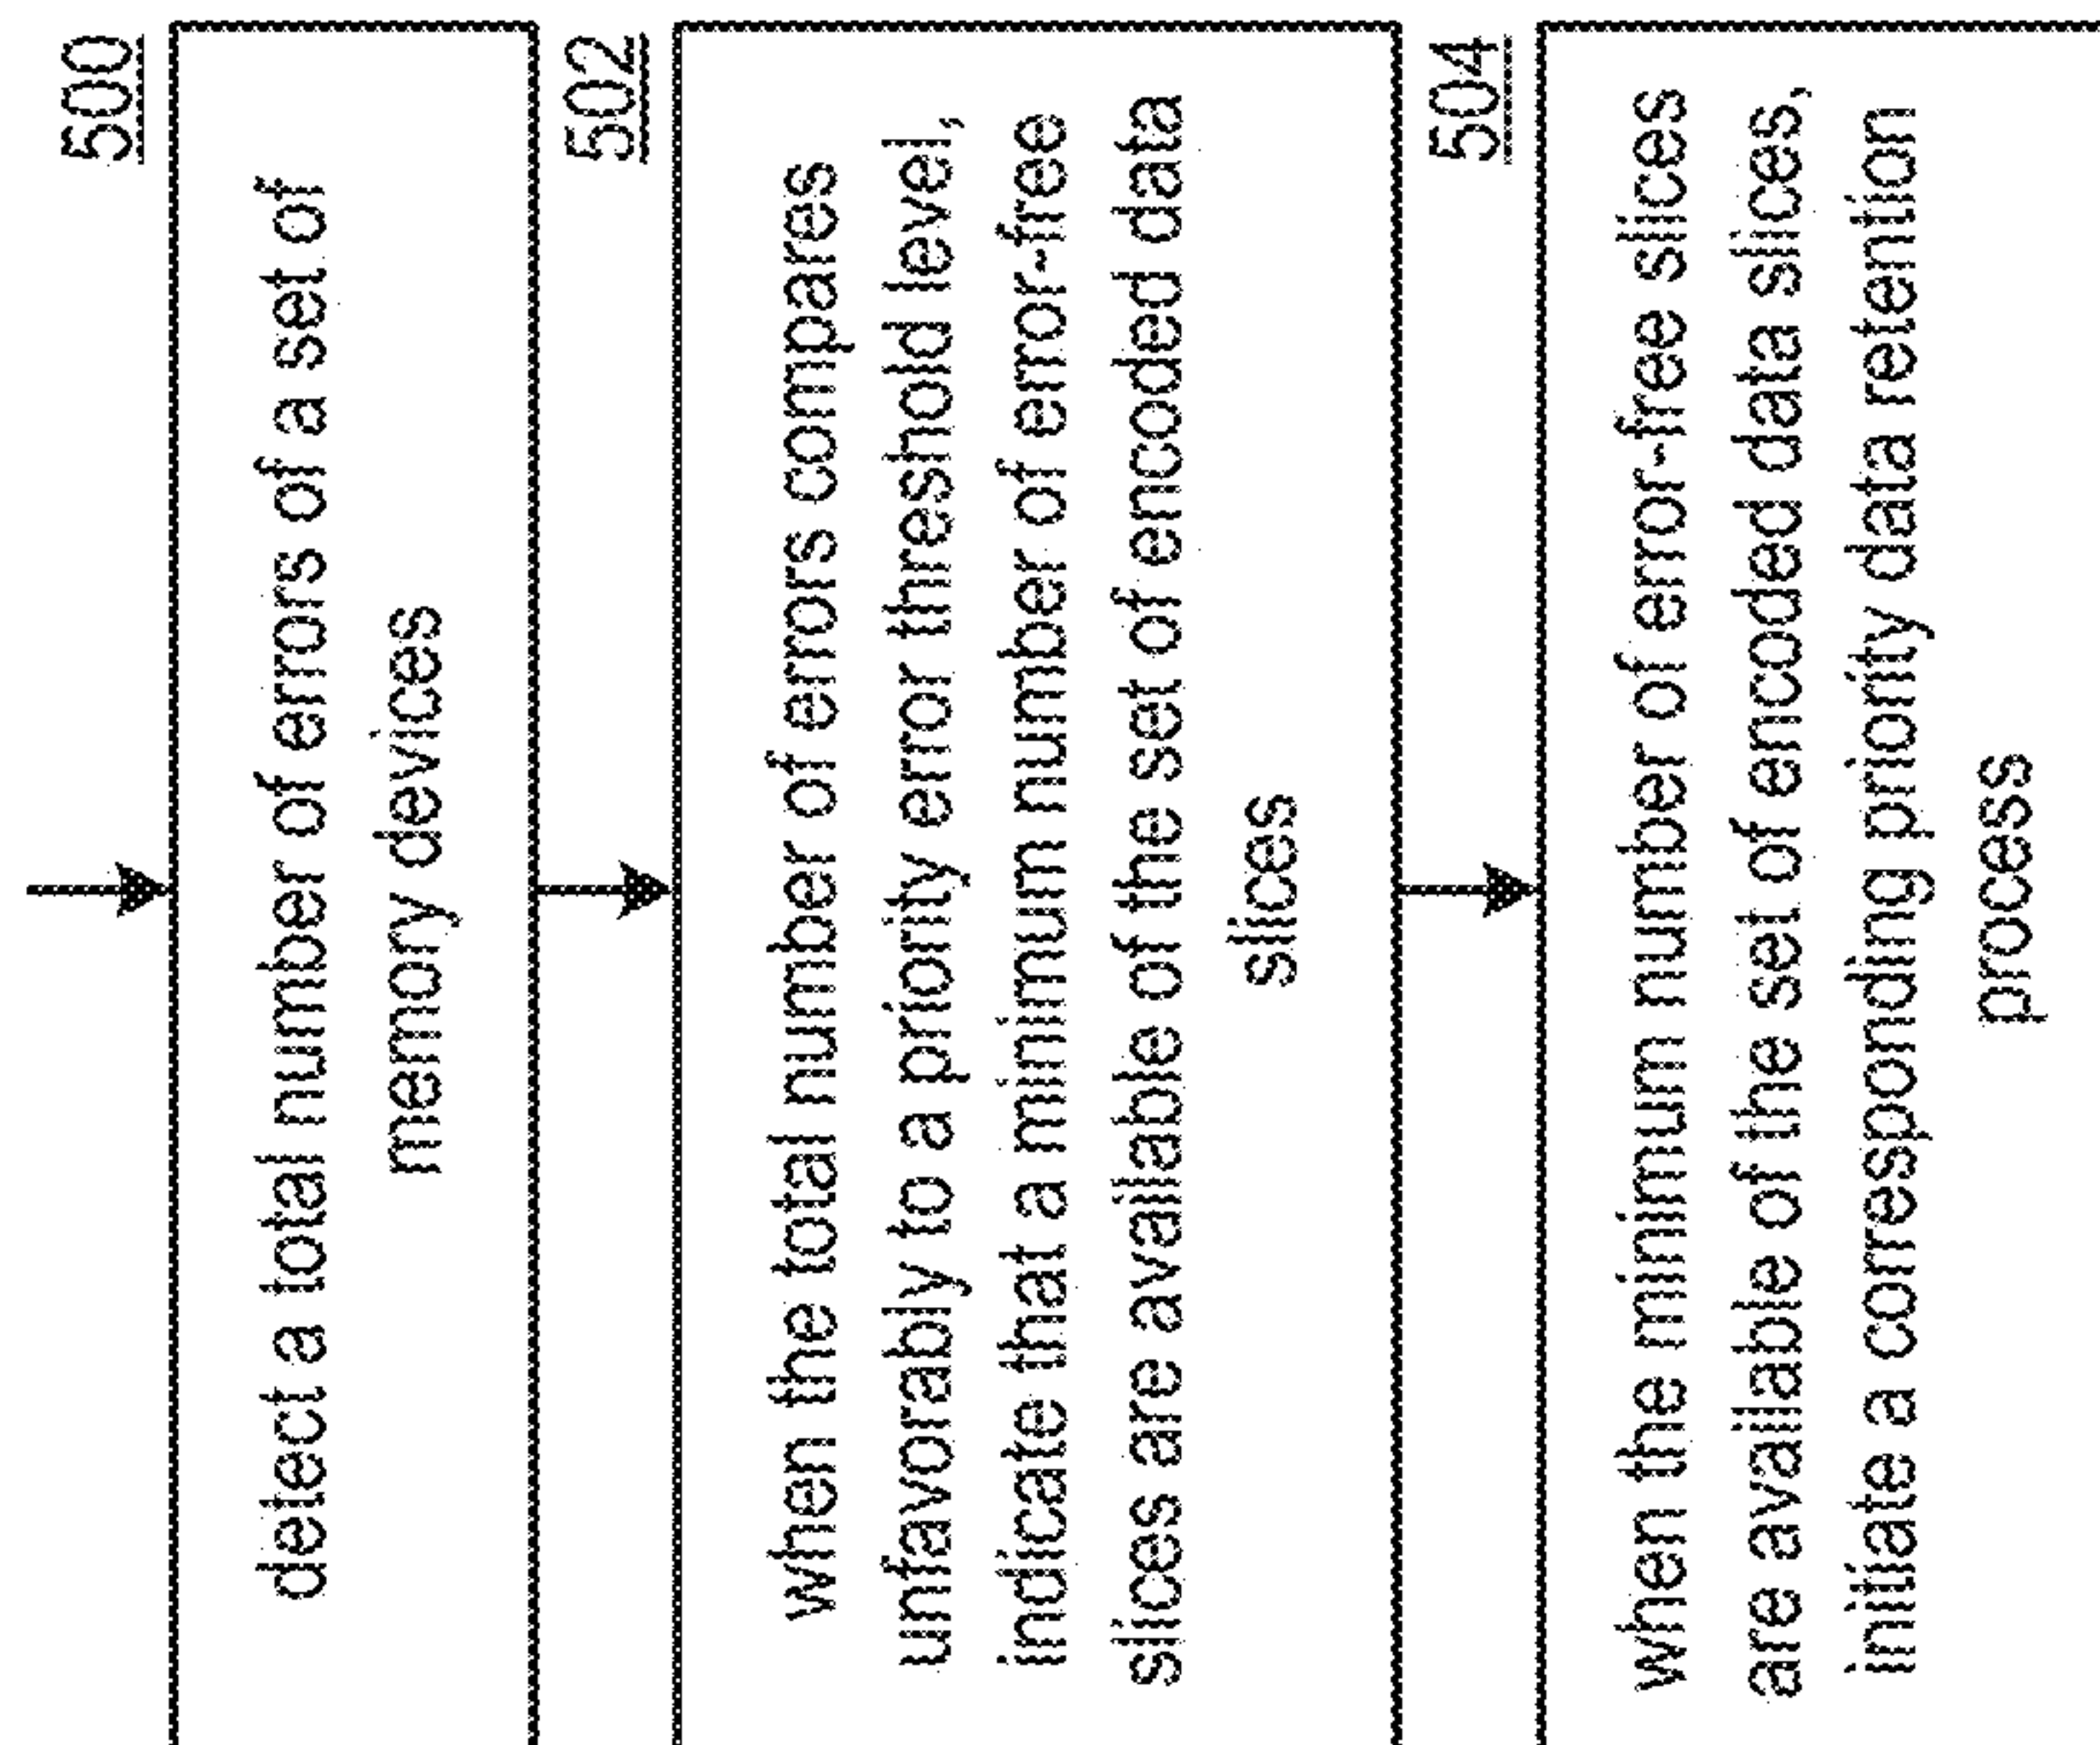 500
detect a total number of errors of a set of
memory devices
502
when the total number of errors compares
unfavorably to a priority error threshold level,
indicate that a minimum number of error-free
slices are available of the set of encoded data
slices
504
when the minimum number of error-free slices
are available of the set of encoded data slices,
initiate a corresponding priority data retention
process